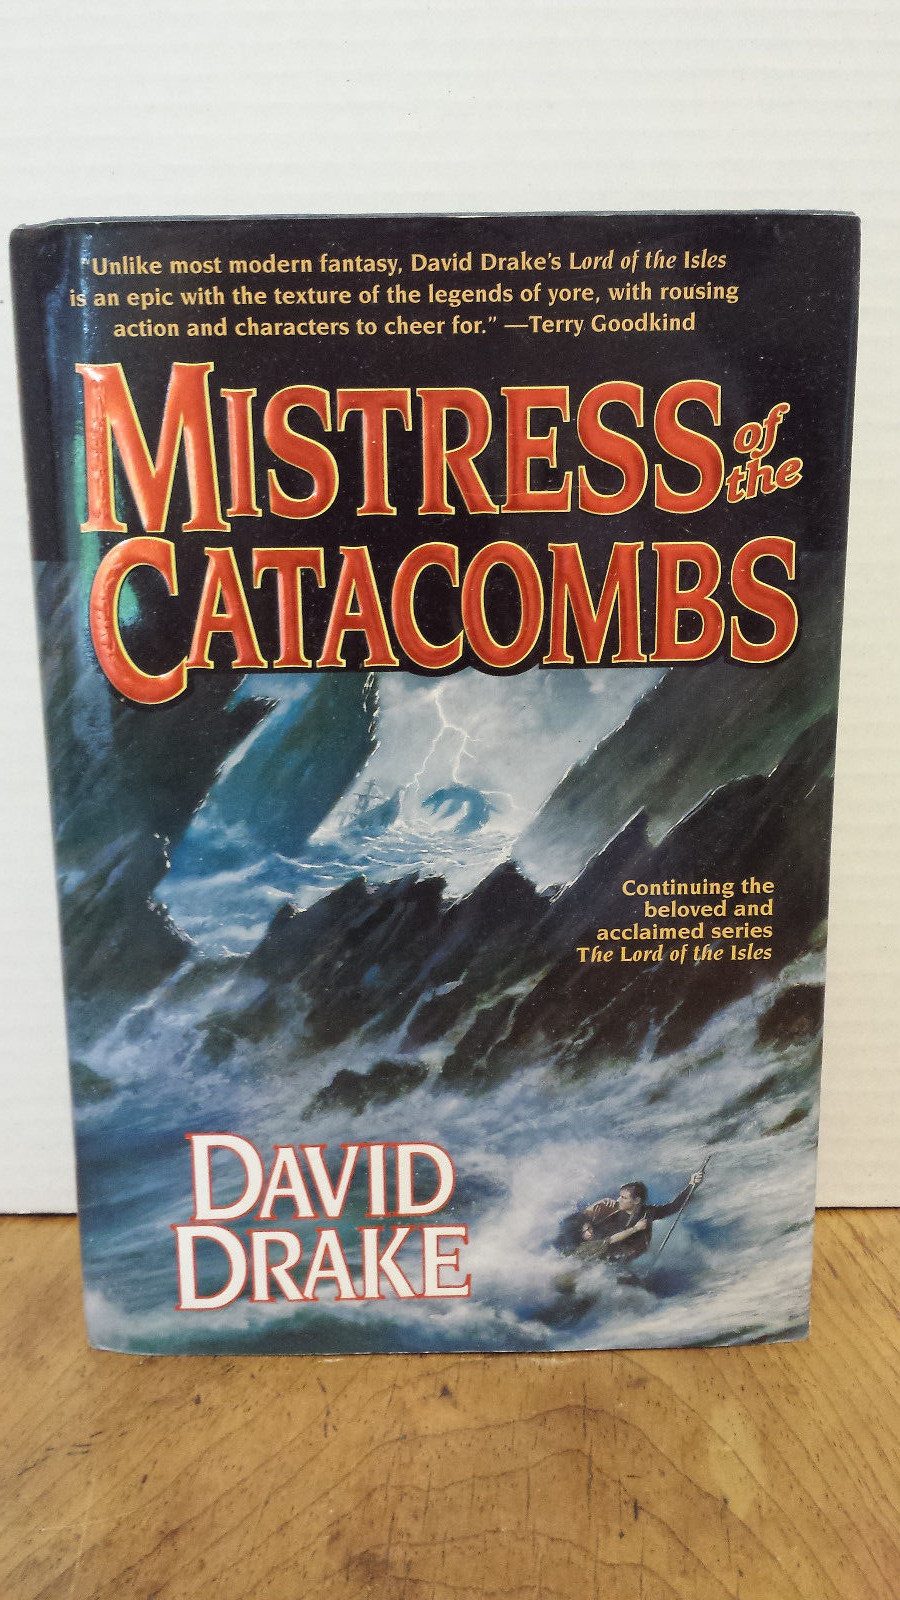 "Unlike most modern fantasy, David Drake's Lord of the Isles
is an epic with the texture of the legends of yore, with rousing
action and characters to cheer for." —Terry Goodkind
MISTRESS of
the
CATACOMBS
Continuing the
beloved and
acclaimed series
The Lord of the Isles
DAVID
DRAKE